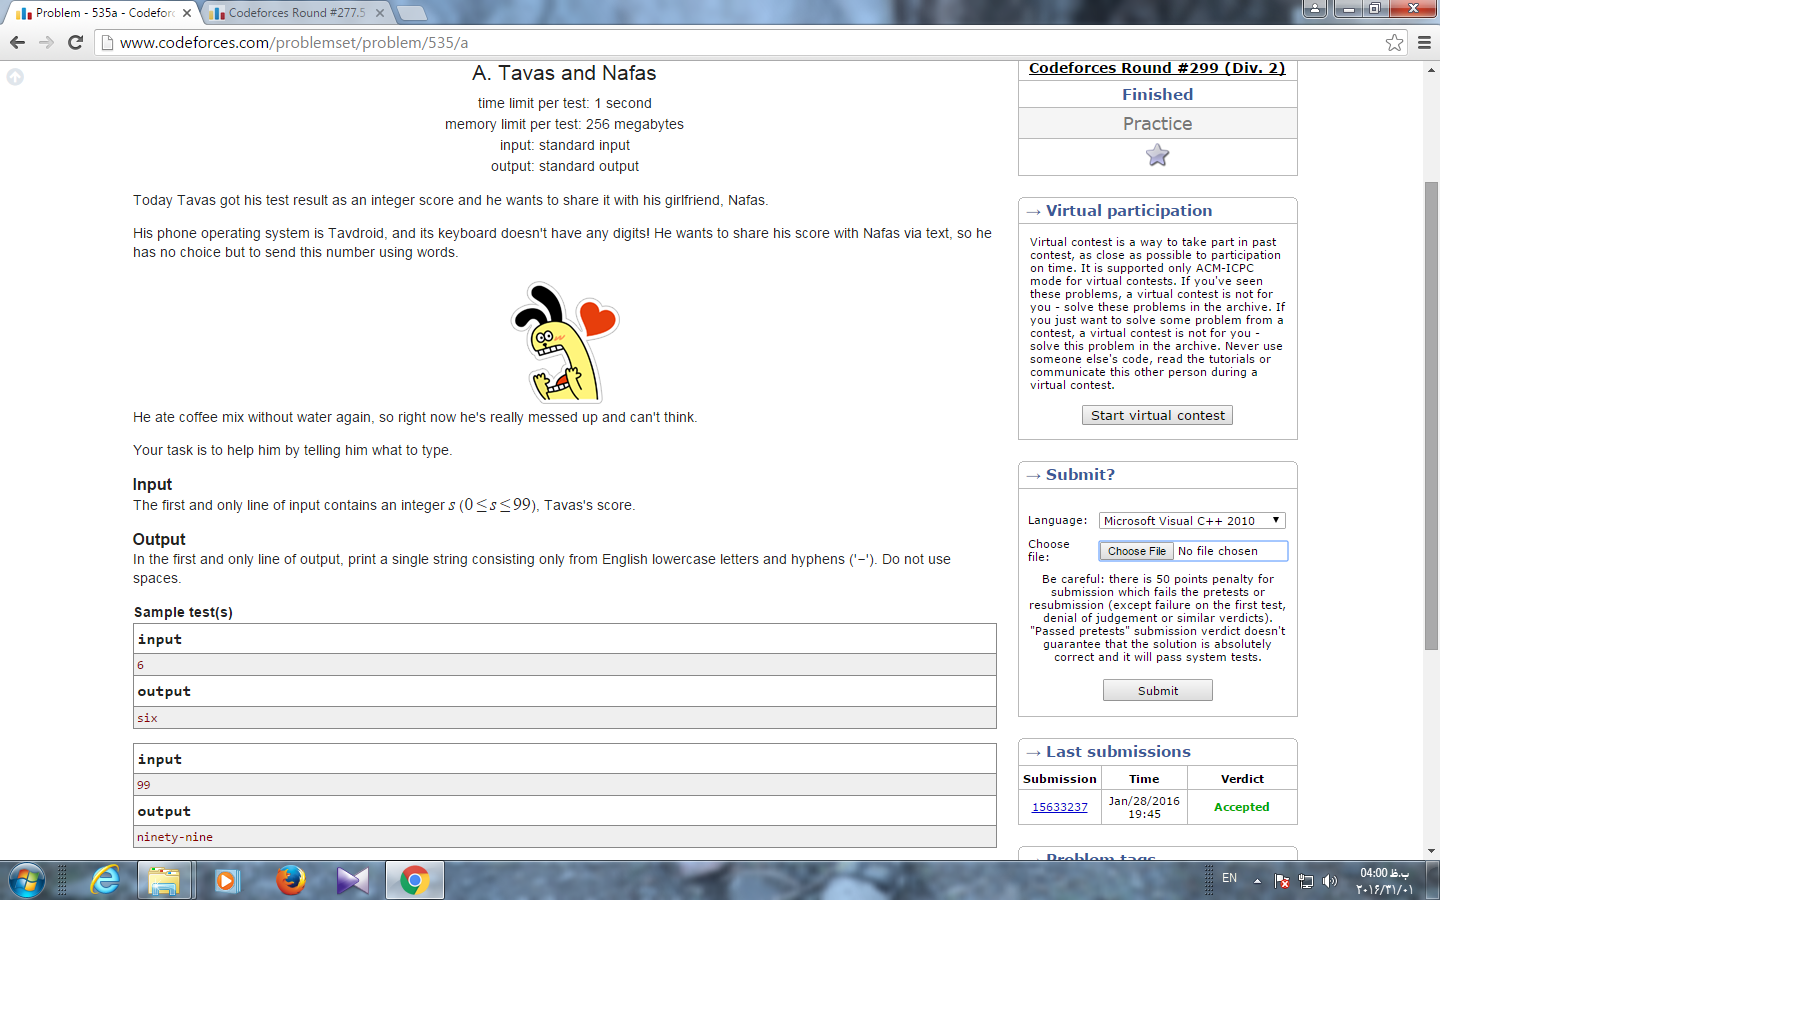 Problem - 535a - Codeforc
Codeforces Round #277.5
www.codeforces.com/problemset/problem/535/a
A. Tavas and Nafas
time limit per test: 1 second
memory limit per test: 256 megabytes
input: standard input
output: standard output
Today Tavas got his test result as an integer score and he wants to share it with his girlfriend, Nafas.
His phone operating system is Tavdroid, and its keyboard doesn't have any digits! He wants to share his score with Nafas via text, so he
has no choice but to send this number using words.
He ate coffee mix without water again, so right now he's really messed up and can't think.
Your task is to help him by telling him what to type.
Input
The first and only line of input contains an integer s (0 ≤ s ≤ 99), Tavas's score.
Output
In the first and only line of output, print a single string consisting only from English lowercase letters and hyphens ('-'). Do not use
spaces.
Sample test(s)
input
6
output
six
input
99
output
ninety-nine
Codeforces Round #299 (Div. 2)
Finished
Practice
→ Virtual participation
Virtual contest is a way to take part in past
contest, as close as possible to participation
on time. It is supported only ACM-ICPC
mode for virtual contests. If you've seen
these problems, a virtual contest is not for
you - solve these problems in the archive. If
you just want to solve some problem from a
contest, a virtual contest is not for you -
solve this problem in the archive. Never use
someone else's code, read the tutorials or
communicate this other person during a
virtual contest.
Start virtual contest
→ Submit?
Language: Microsoft Visual C++ 2010
Choose
file: Choose File No file chosen
Be careful: there is 50 points penalty for
submission which fails the pretests or
resubmission (except failure on the first test,
denial of judgement or similar verdicts).
"Passed pretests" submission verdict doesn't
guarantee that the solution is absolutely
correct and it will pass system tests.
Submit
→ Last submissions
Submission Time Verdict
15633237 Jan/28/2016 19:45 Accepted
→ Problem tags
EN
04:00 ب.ظ
۲۰۱۶/۳۱/۰۱